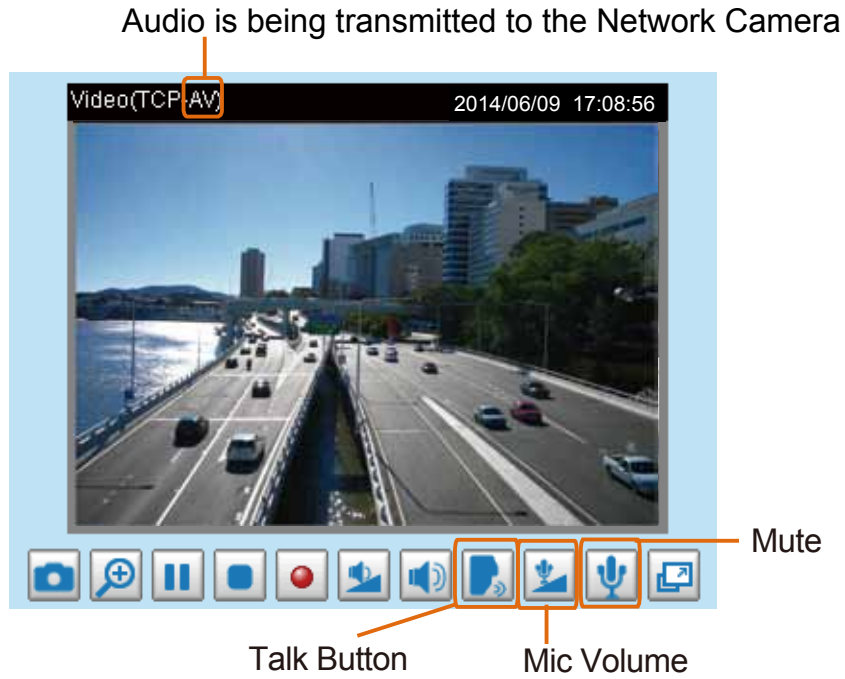 Audio is being transmitted to the Network Camera
Video(TCP-AV) 2014/06/09 17:08:56
Mute
Talk Button Mic Volume